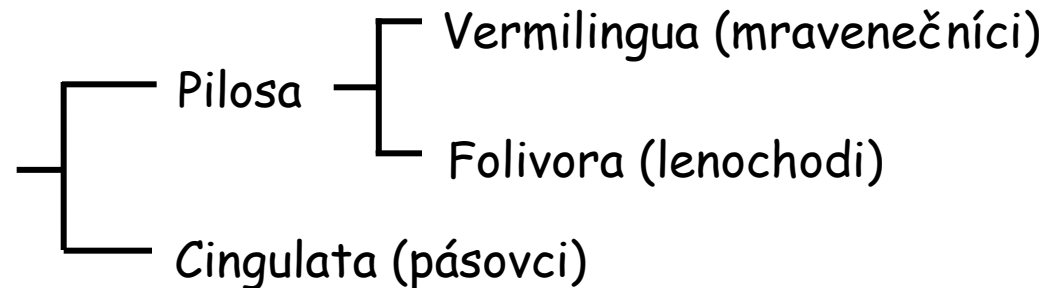 Vermilingua (mravenečníci)
Pilosa
Folivora (lenochodi)
Cingulata (pásovci)